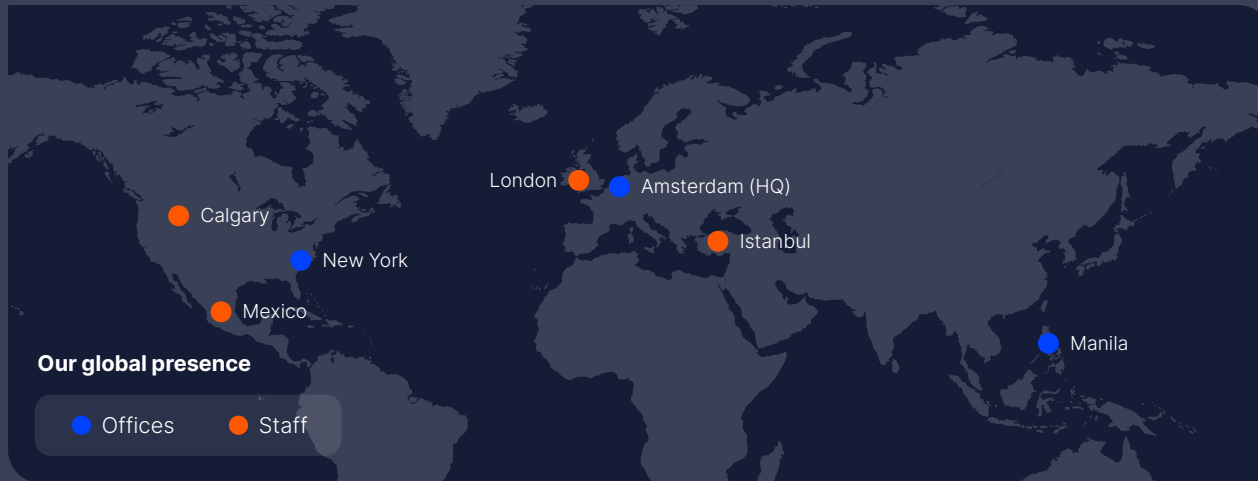 London
Amsterdam (HQ)
Calgary
Istanbul
New York
Mexico
Manila
Our global presence
Offices
Staff